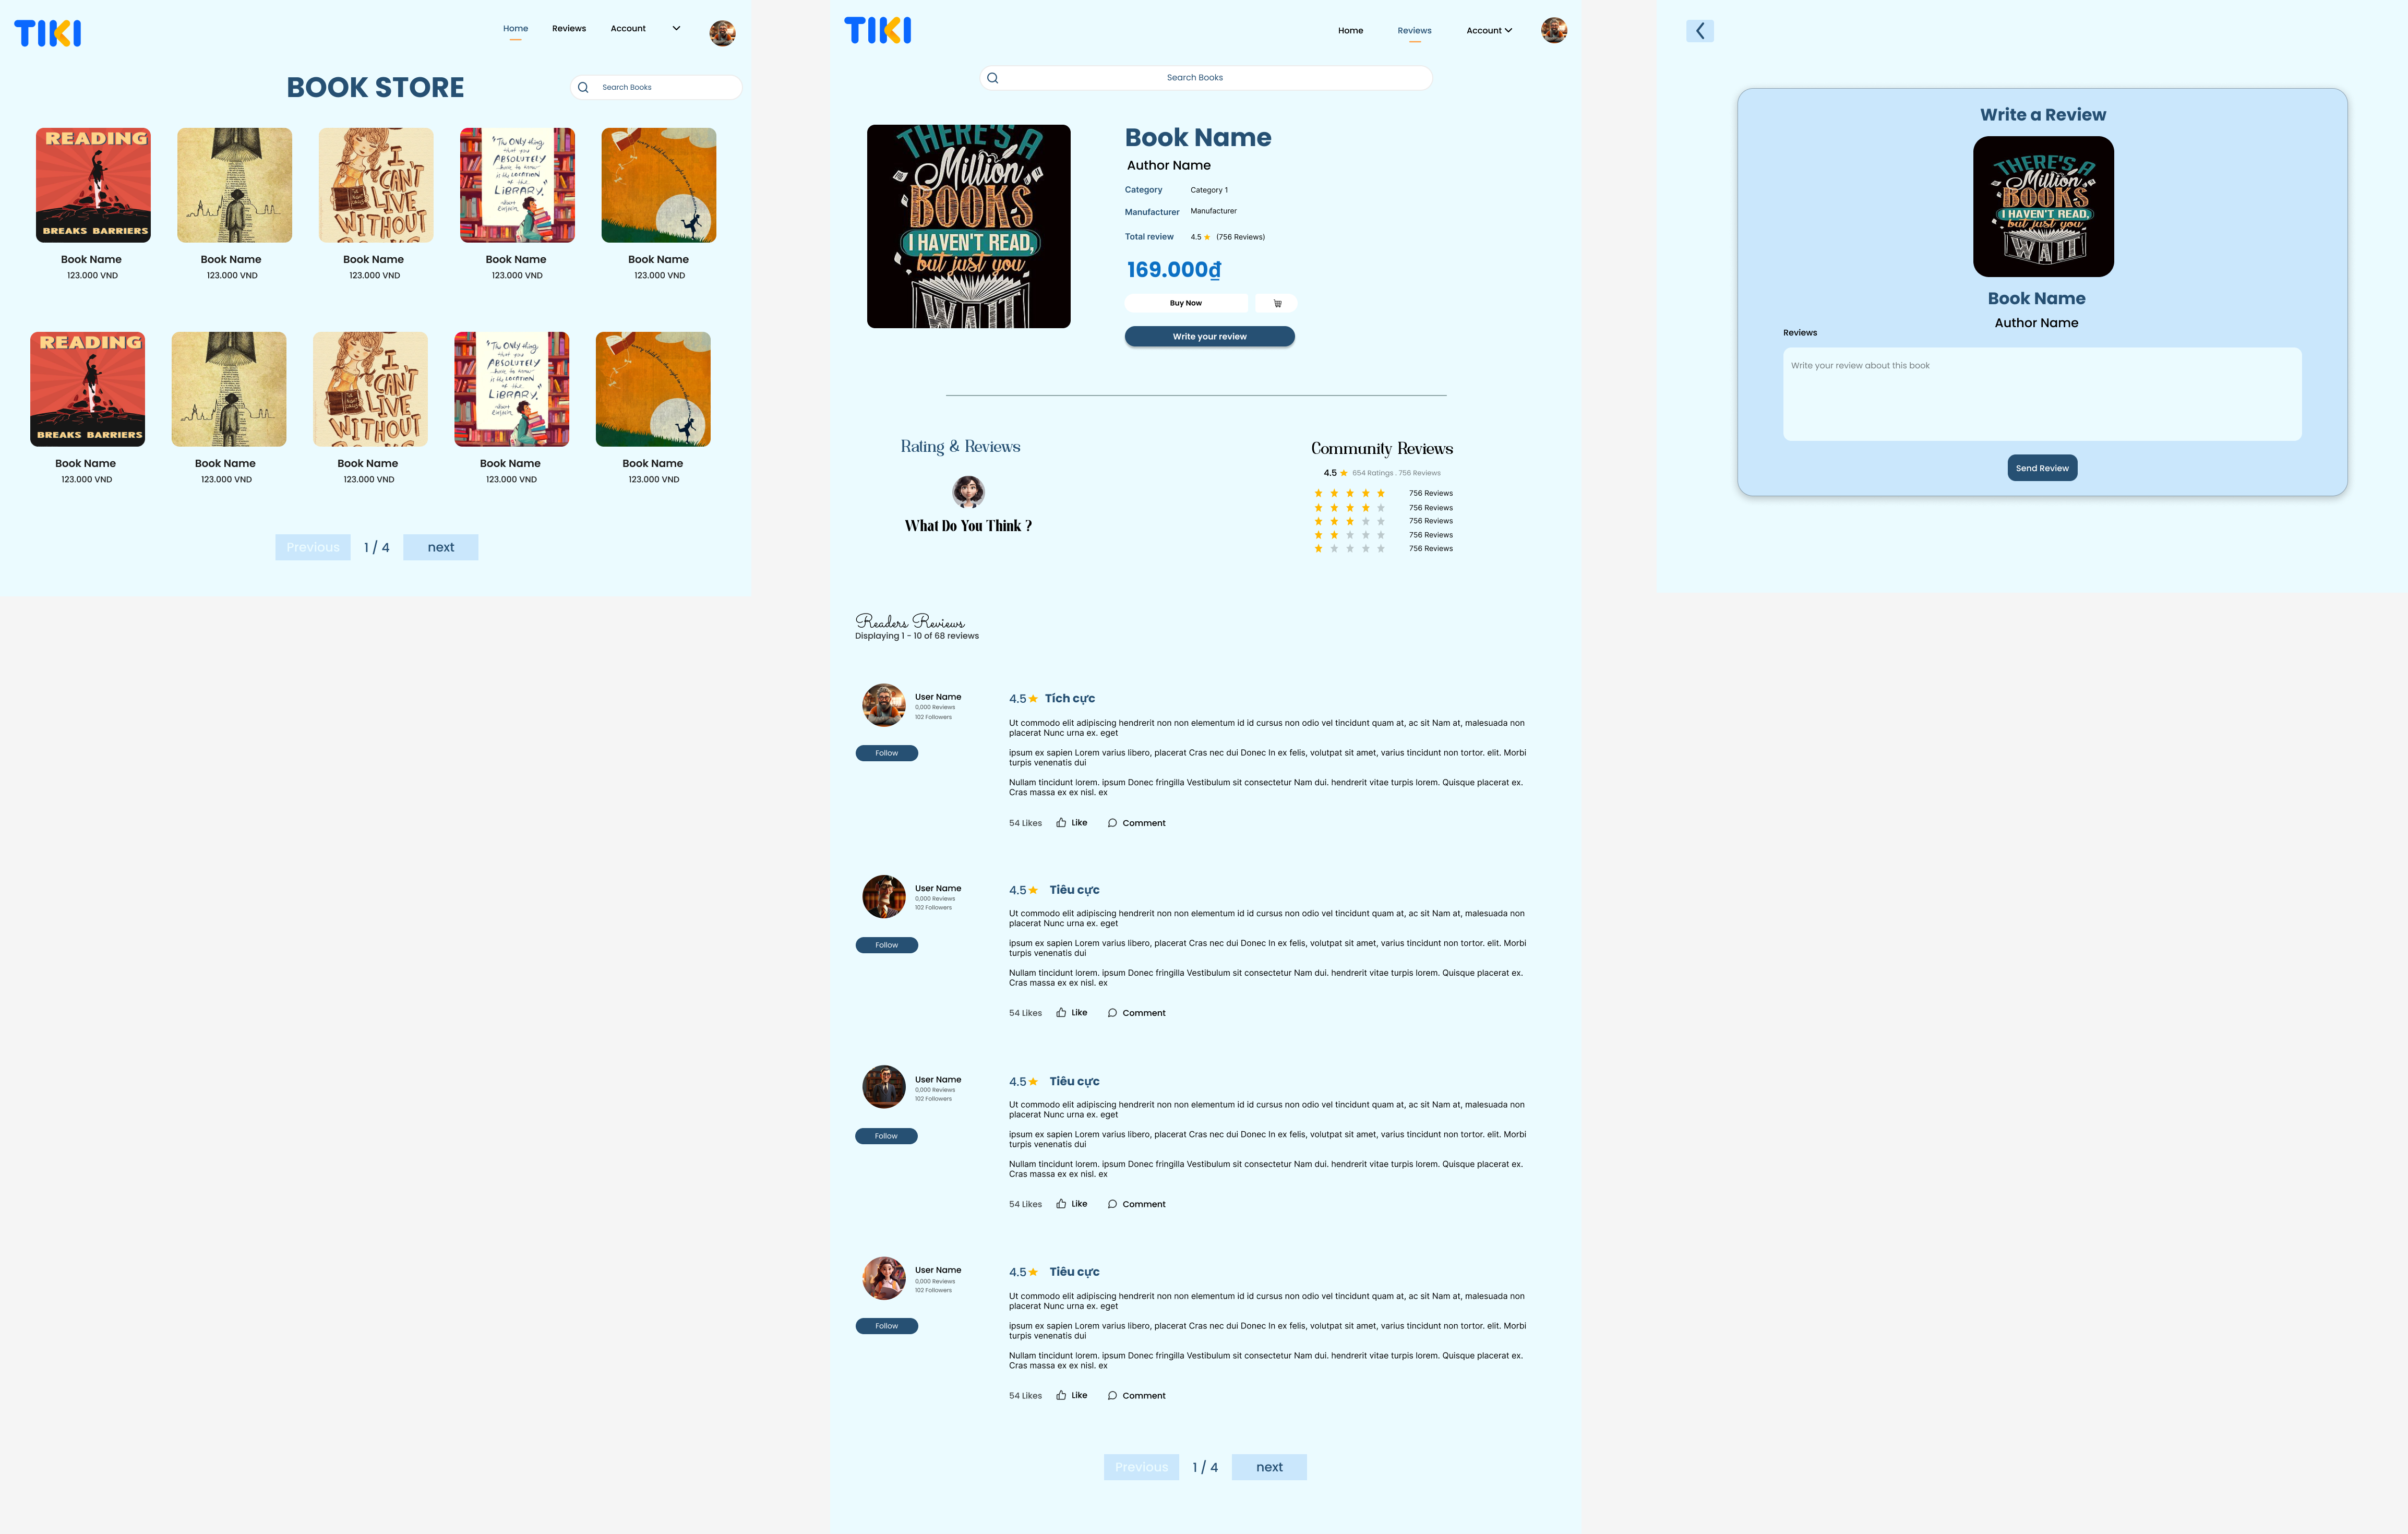 TIKI
Home Reviews Account
BOOK STORE
Search Books
READING
BREAKS BARRIERS
I CAN'T LIVE WITHOUT
"The Only thing
that you
ABSOLUTELY
have to know
is the LOCATION
of the
LIBRARY."
Albert Einstein
Book Name Book Name Book Name Book Name Book Name
123.000 VND 123.000 VND 123.000 VND 123.000 VND 123.000 VND
READING
BREAKS BARRIERS
I CAN'T LIVE WITHOUT
"The Only thing
that you
ABSOLUTELY
have to know
is the LOCATION
of the
LIBRARY."
Albert Einstein
Book Name Book Name Book Name Book Name Book Name
123.000 VND 123.000 VND 123.000 VND 123.000 VND 123.000 VND
Previous 1 / 4 next
TIKI
Home Reviews Account
Search Books
THERE'S A
Million
BOOKS
I HAVEN'T READ,
but just you
WAIT
Book Name
Author Name
Category Category 1
Manufacturer Manufacturer
Total review 4.5 (756 Reviews)
169.000₫
Buy Now
Write your review
Rating & Reviews
What Do You Think ?
Community Reviews
4.5 654 Ratings . 756 Reviews
756 Reviews
756 Reviews
756 Reviews
756 Reviews
756 Reviews
Readers Reviews
Displaying 1 - 10 of 68 reviews
User Name
0,000 Reviews
102 Followers
Follow
4.5 Tích cực
Ut commodo elit adipiscing hendrerit non non elementum id id cursus non odio vel tincidunt quam at, ac sit Nam at, malesuada non
placerat Nunc urna ex. eget
ipsum ex sapien Lorem varius libero, placerat Cras nec dui Donec In ex felis, volutpat sit amet, varius tincidunt non tortor. elit. Morbi
turpis venenatis dui
Nullam tincidunt lorem. ipsum Donec fringilla Vestibulum sit consectetur Nam dui. hendrerit vitae turpis lorem. Quisque placerat ex.
Cras massa ex ex nisl. ex
54 Likes Like Comment
User Name
0,000 Reviews
102 Followers
Follow
4.5 Tiêu cực
Ut commodo elit adipiscing hendrerit non non elementum id id cursus non odio vel tincidunt quam at, ac sit Nam at, malesuada non
placerat Nunc urna ex. eget
ipsum ex sapien Lorem varius libero, placerat Cras nec dui Donec In ex felis, volutpat sit amet, varius tincidunt non tortor. elit. Morbi
turpis venenatis dui
Nullam tincidunt lorem. ipsum Donec fringilla Vestibulum sit consectetur Nam dui. hendrerit vitae turpis lorem. Quisque placerat ex.
Cras massa ex ex nisl. ex
54 Likes Like Comment
User Name
0,000 Reviews
102 Followers
Follow
4.5 Tiêu cực
Ut commodo elit adipiscing hendrerit non non elementum id id cursus non odio vel tincidunt quam at, ac sit Nam at, malesuada non
placerat Nunc urna ex. eget
ipsum ex sapien Lorem varius libero, placerat Cras nec dui Donec In ex felis, volutpat sit amet, varius tincidunt non tortor. elit. Morbi
turpis venenatis dui
Nullam tincidunt lorem. ipsum Donec fringilla Vestibulum sit consectetur Nam dui. hendrerit vitae turpis lorem. Quisque placerat ex.
Cras massa ex ex nisl. ex
54 Likes Like Comment
User Name
0,000 Reviews
102 Followers
Follow
4.5 Tiêu cực
Ut commodo elit adipiscing hendrerit non non elementum id id cursus non odio vel tincidunt quam at, ac sit Nam at, malesuada non
placerat Nunc urna ex. eget
ipsum ex sapien Lorem varius libero, placerat Cras nec dui Donec In ex felis, volutpat sit amet, varius tincidunt non tortor. elit. Morbi
turpis venenatis dui
Nullam tincidunt lorem. ipsum Donec fringilla Vestibulum sit consectetur Nam dui. hendrerit vitae turpis lorem. Quisque placerat ex.
Cras massa ex ex nisl. ex
54 Likes Like Comment
Previous 1 / 4 next
Write a Review
THERE'S A
Million
BOOKS
I HAVEN'T READ,
but just you
WAIT
Book Name
Author Name
Reviews
Write your review about this book
Send Review